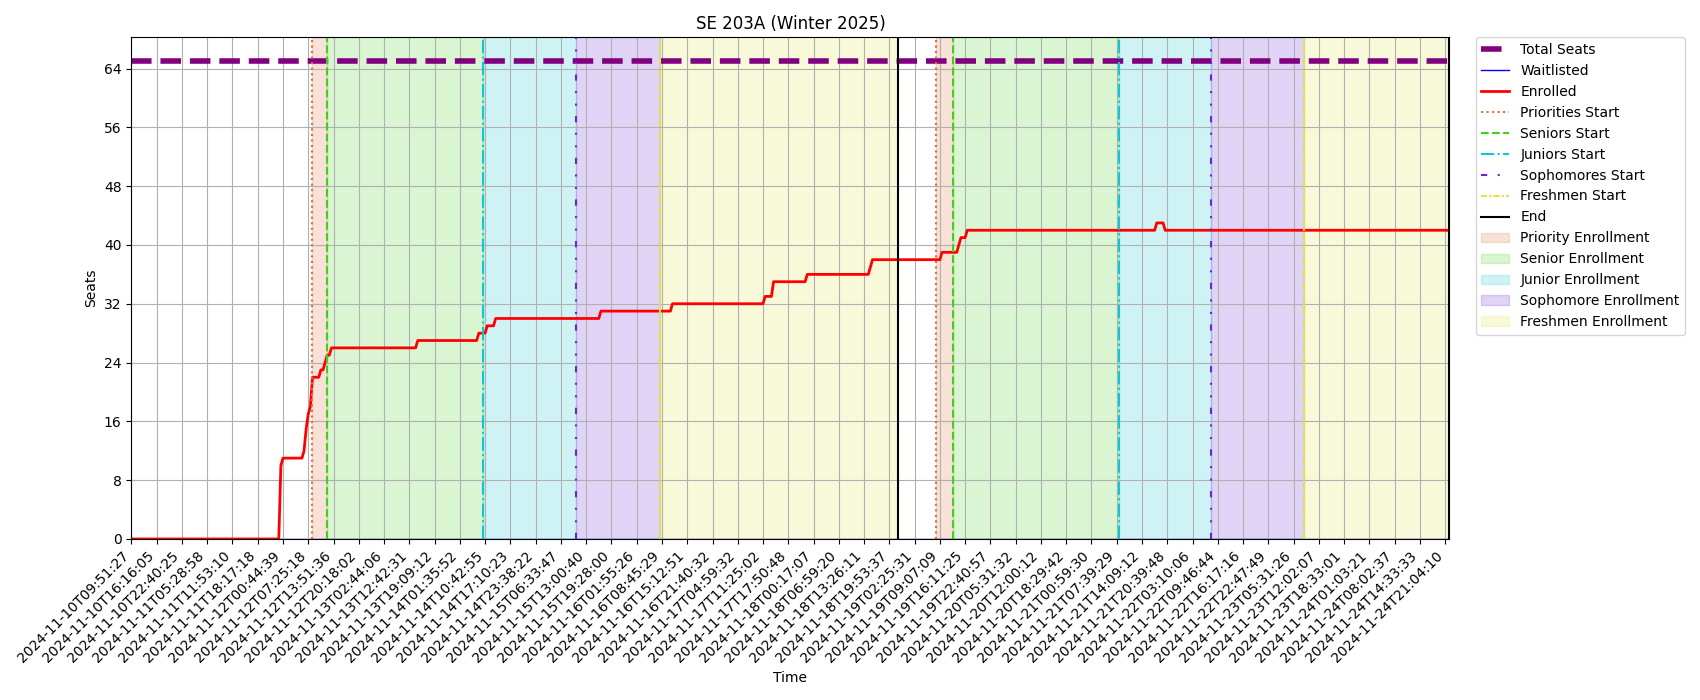 SE 203A (Winter 2025)
Seats
64
56
48
40
32
24
16
8
0
2024-11-10T09:51:27
2024-11-10T16:16:05
2024-11-10T22:40:25
2024-11-11T05:28:58
2024-11-11T11:53:10
2024-11-11T18:17:18
2024-11-12T00:44:39
2024-11-12T07:25:18
2024-11-12T13:51:36
2024-11-12T20:18:02
2024-11-13T02:44:06
2024-11-13T12:42:31
2024-11-13T19:09:12
2024-11-14T01:35:52
2024-11-14T10:42:55
2024-11-14T17:10:23
2024-11-14T23:38:22
2024-11-15T06:33:47
2024-11-15T13:00:40
2024-11-15T19:28:00
2024-11-16T01:55:26
2024-11-16T08:45:29
2024-11-16T15:12:51
2024-11-16T21:40:32
2024-11-17T04:59:32
2024-11-17T11:25:02
2024-11-17T17:50:48
2024-11-18T00:17:07
2024-11-18T06:59:20
2024-11-18T13:26:11
2024-11-18T19:53:37
2024-11-19T02:25:31
2024-11-19T09:07:09
2024-11-19T16:11:25
2024-11-19T22:40:57
2024-11-20T05:31:32
2024-11-20T12:00:12
2024-11-20T18:29:42
2024-11-21T00:59:30
2024-11-21T07:39:29
2024-11-21T14:09:12
2024-11-21T20:39:48
2024-11-22T03:10:06
2024-11-22T09:46:44
2024-11-22T16:17:16
2024-11-22T22:47:49
2024-11-23T05:31:26
2024-11-23T12:02:07
2024-11-23T18:33:01
2024-11-24T01:03:21
2024-11-24T08:02:37
2024-11-24T14:33:33
2024-11-24T21:04:10
Time
Total Seats
Waitlisted
Enrolled
Priorities Start
Seniors Start
Juniors Start
Sophomores Start
Freshmen Start
End
Priority Enrollment
Senior Enrollment
Junior Enrollment
Sophomore Enrollment
Freshmen Enrollment